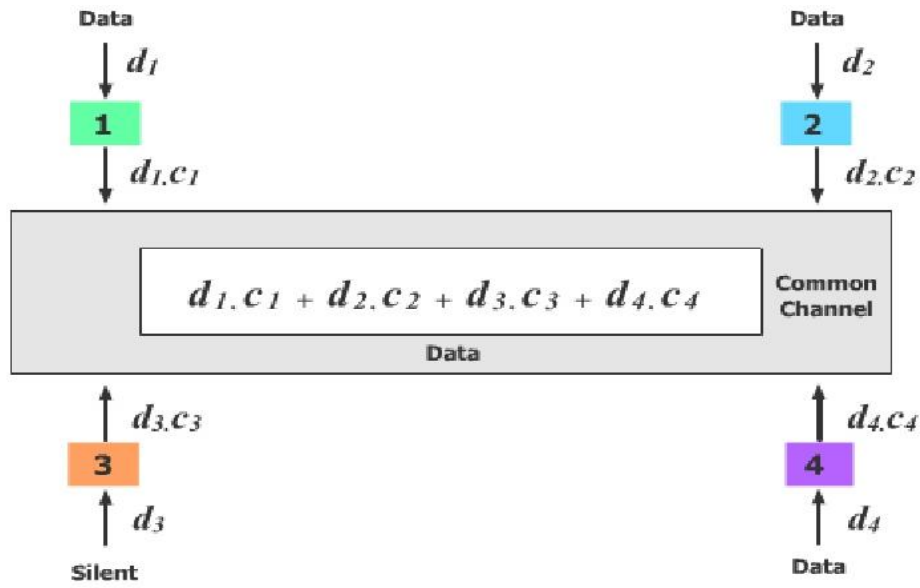 Data Data
d1 d2
1 2
d1.c1 d2.c2
d1.c1 + d2.c2 + d3.c3 + d4.c4
Common
Channel
Data
d3.c3 d4.c4
3 4
d3 d4
Silent Data